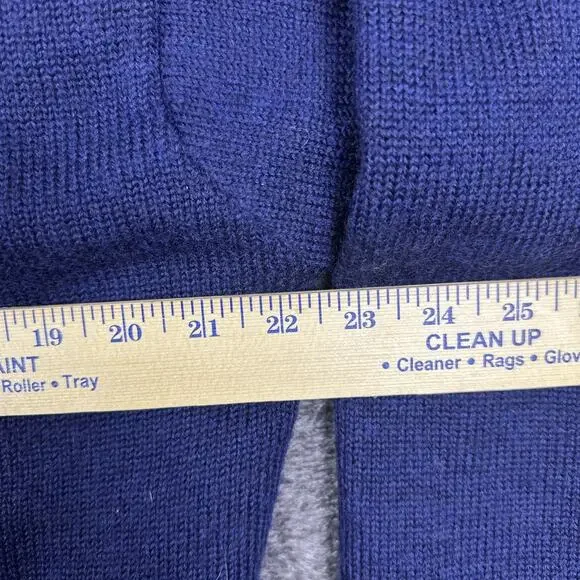 19 20 21 22 23 24 25
AINT
CLEAN UP
Roller • Tray
• Cleaner • Rags • Glov